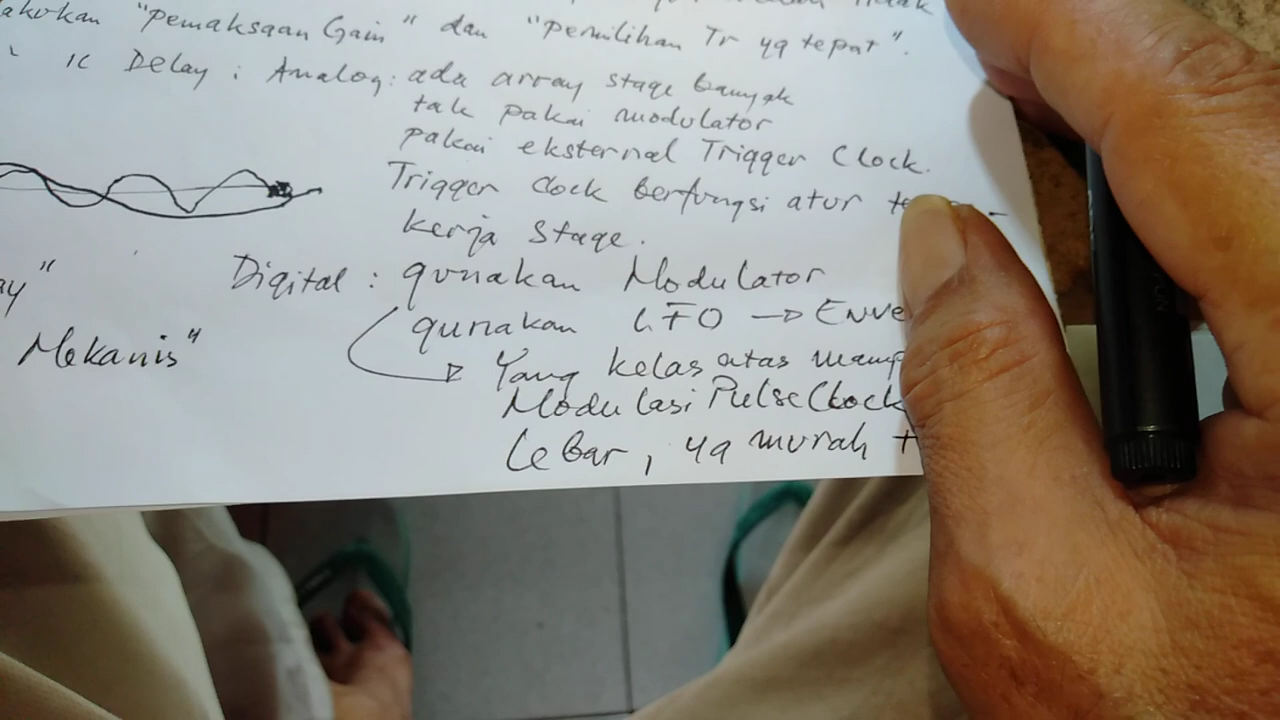 "Pemaksaan Gain" dan "Pemilihan Tr yg tepat".
IC Delay : Analog: ada array stage banyak
tak pakai modulator
pakai eksternal Trigger Clock.
Trigger Clock berfungsi atur
kerja stage.
Digital : gunakan Modulator
gunakan LFO → Enve
Yang kelas atas mamp
Modulasi Pulse Clock
Lebar, yg murah t
Mekanis"